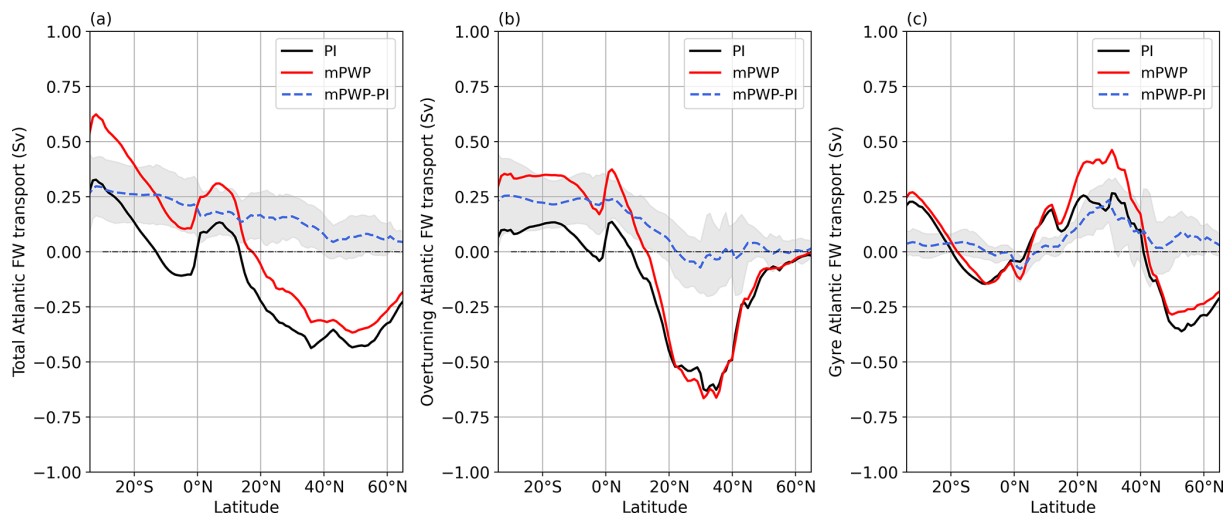 (a)
Total Atlantic FW transport (Sv)
1.00
0.75
0.50
0.25
0.00
−0.25
−0.50
−0.75
−1.00
PI
mPWP
mPWP-PI
20°S 0°N 20°N 40°N 60°N
Latitude
(b)
Overturning Atlantic FW transport (Sv)
1.00
0.75
0.50
0.25
0.00
−0.25
−0.50
−0.75
−1.00
PI
mPWP
mPWP-PI
20°S 0°N 20°N 40°N 60°N
Latitude
(c)
Gyre Atlantic FW transport (Sv)
1.00
0.75
0.50
0.25
0.00
−0.25
−0.50
−0.75
−1.00
PI
mPWP
mPWP-PI
20°S 0°N 20°N 40°N 60°N
Latitude